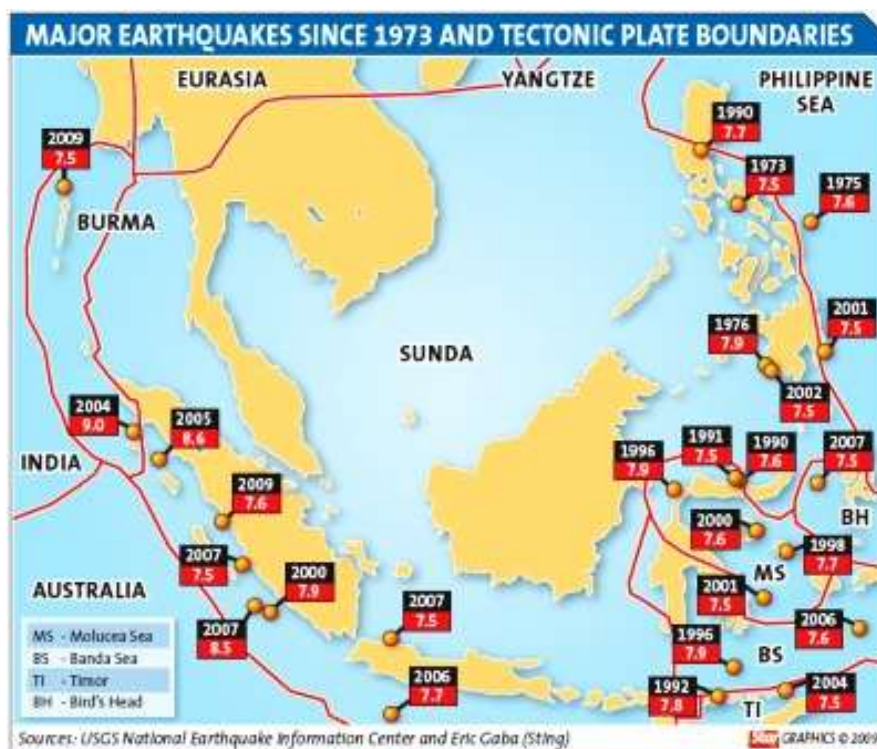 MAJOR EARTHQUAKES SINCE 1973 AND TECTONIC PLATE BOUNDARIES
EURASIA
YANGTZE
PHILIPPINE
SEA
1990
7.7
2009
7.5
1973
7.5
1975
7.6
BURMA
2001
7.5
1976
7.9
SUNDA
2002
7.5
2004
9.0
2005
8.6
INDIA
1996
7.9
1991
7.5
1990
7.6
2007
7.5
2009
7.6
BH
2000
7.6
1998
7.7
2007
7.5
2000
7.9
MS
AUSTRALIA
2001
7.5
2007
7.5
2006
7.6
2007
8.5
1996
7.9
BS
MS - Molucea Sea
BS - Banda Sea
TI - Timor
BH - Bird's Head
2006
7.7
1992
7.8
2004
7.5
TI
Sources: USGS National Earthquake Information Center and Eric Gaba (Sting)
Star GRAPHICS © 2009